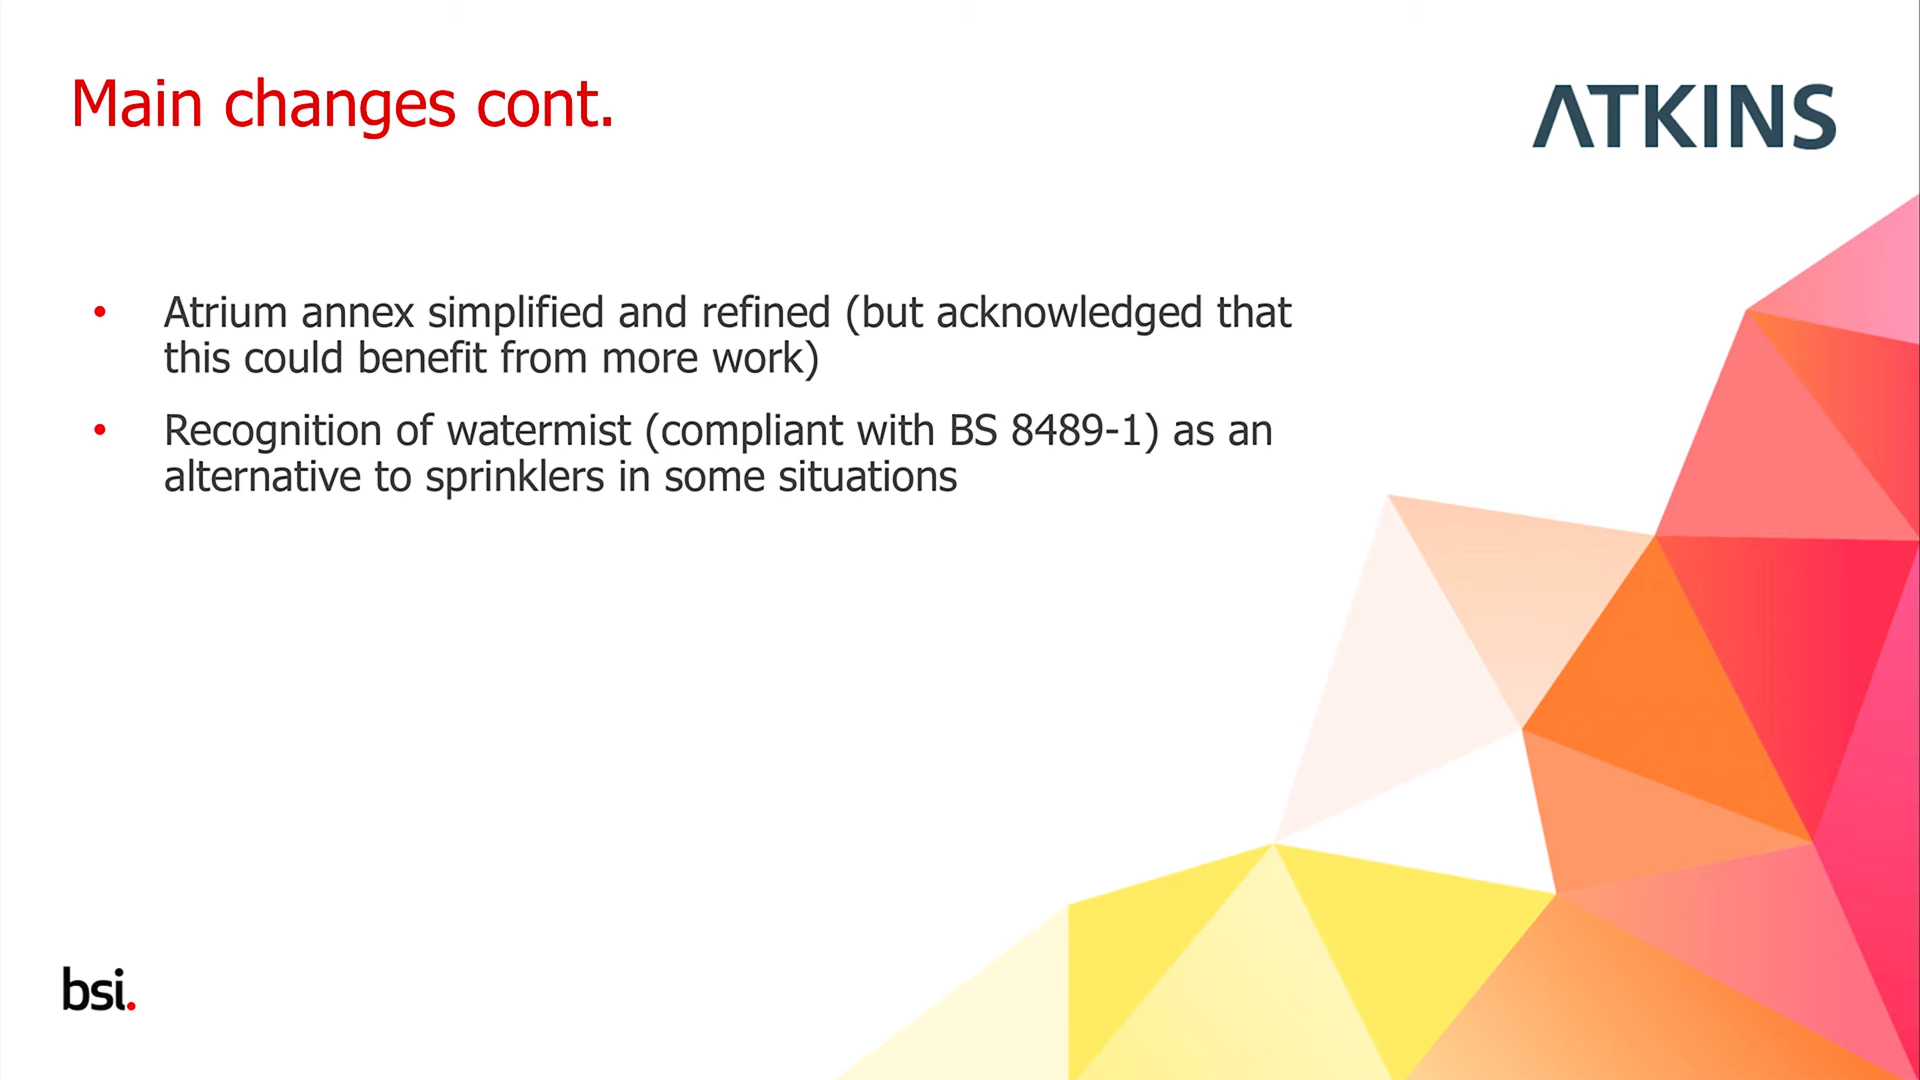 Main changes cont.
ATKINS
• Atrium annex simplified and refined (but acknowledged that
this could benefit from more work)
• Recognition of watermist (compliant with BS 8489-1) as an
alternative to sprinklers in some situations
bsi.